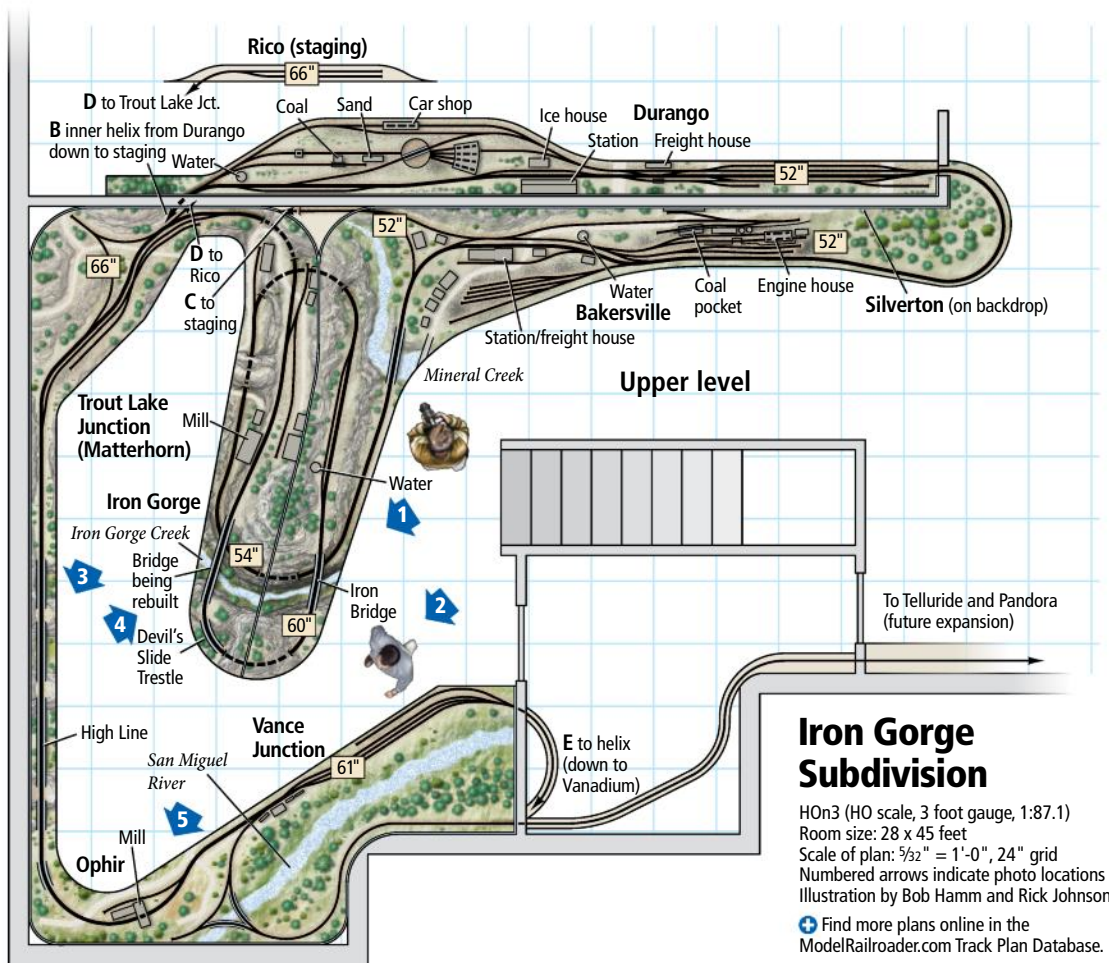 Rico (staging)
66"
D to Trout Lake Jct.
B inner helix from Durango
down to staging
Water
Coal
Sand
Car shop
Ice house
Durango
Station
Freight house
52"
66"
D to
Rico
C to
staging
52"
52"
Water
Bakersville
Coal
pocket
Engine house
Silverton (on backdrop)
Station/freight house
Mineral Creek
Upper level
Trout Lake
Junction
(Matterhorn)
Mill
Water
1
Iron Gorge
Iron Gorge Creek
54"
Bridge
being
rebuilt
3
4
Iron
Bridge
2
60"
Devil's
Slide
Trestle
To Telluride and Pandora
(future expansion)
High Line
Vance
Junction
San Miguel
River
61"
E to helix
(down to
Vanadium)
5
Mill
Ophir
Iron Gorge
Subdivision
HOn3 (HO scale, 3 foot gauge, 1:87.1)
Room size: 28 x 45 feet
Scale of plan: 5/32" = 1'-0", 24" grid
Numbered arrows indicate photo locations
Illustration by Bob Hamm and Rick Johnson
Find more plans online in the
ModelRailroader.com Track Plan Database.